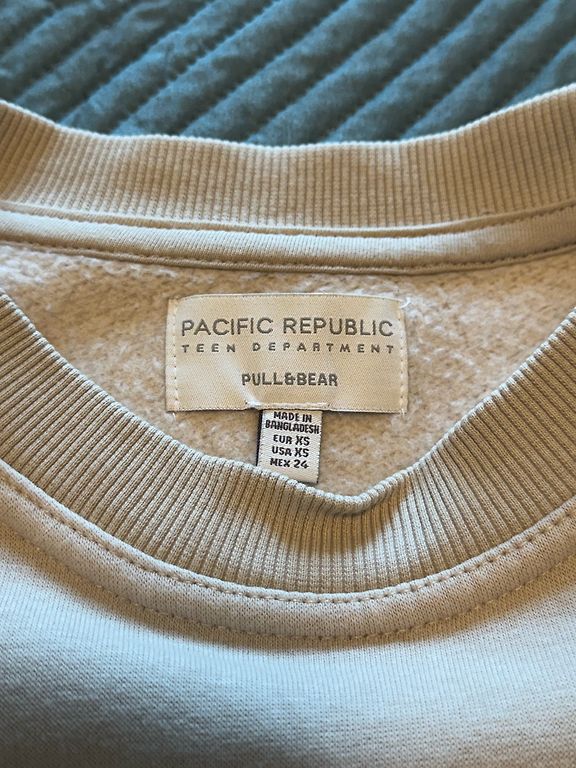 PACIFIC REPUBLIC
TEEN DEPARTMENT
PULL&BEAR
MADE IN
BANGLADESH
EUR XS
USA XS
MEX 24